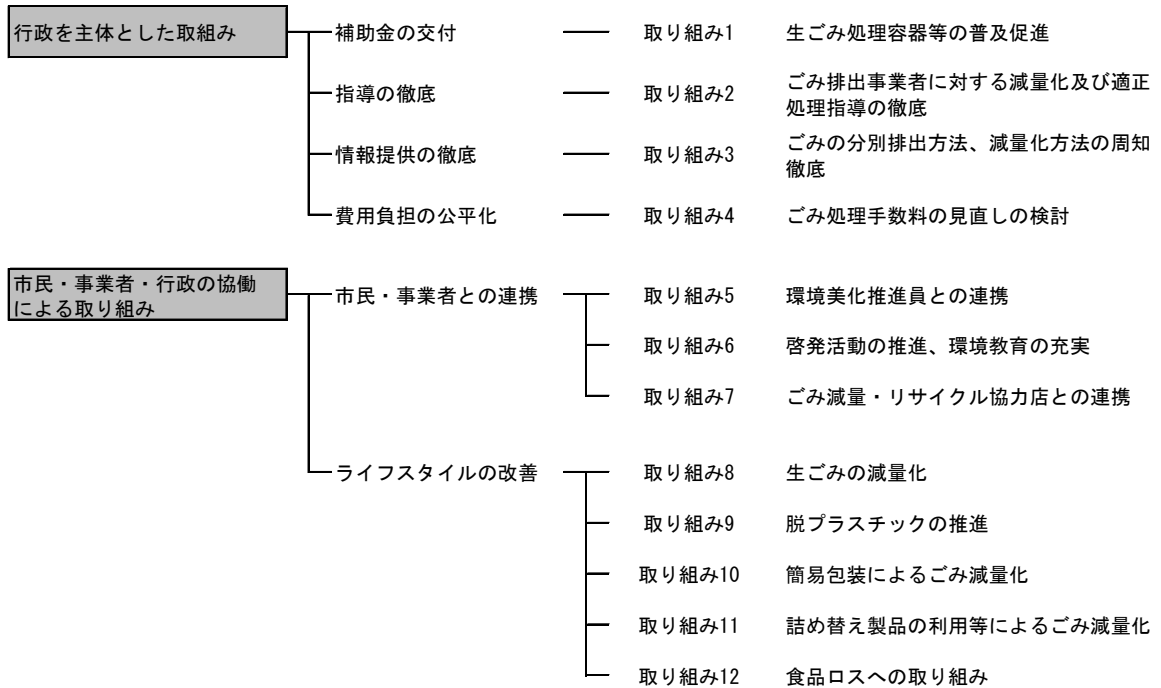 行政を主体とした取組み
補助金の交付 取り組み1 生ごみ処理容器等の普及促進
指導の徹底 取り組み2 ごみ排出事業者に対する減量化及び適正
処理指導の徹底
情報提供の徹底 取り組み3 ごみの分別排出方法、減量化方法の周知
徹底
費用負担の公平化 取り組み4 ごみ処理手数料の見直しの検討
市民・事業者・行政の協働
による取り組み
市民・事業者との連携 取り組み5 環境美化推進員との連携
取り組み6 啓発活動の推進、環境教育の充実
取り組み7 ごみ減量・リサイクル協力店との連携
ライフスタイルの改善 取り組み8 生ごみの減量化
取り組み9 脱プラスチックの推進
取り組み10 簡易包装によるごみ減量化
取り組み11 詰め替え製品の利用等によるごみ減量化
取り組み12 食品ロスへの取り組み